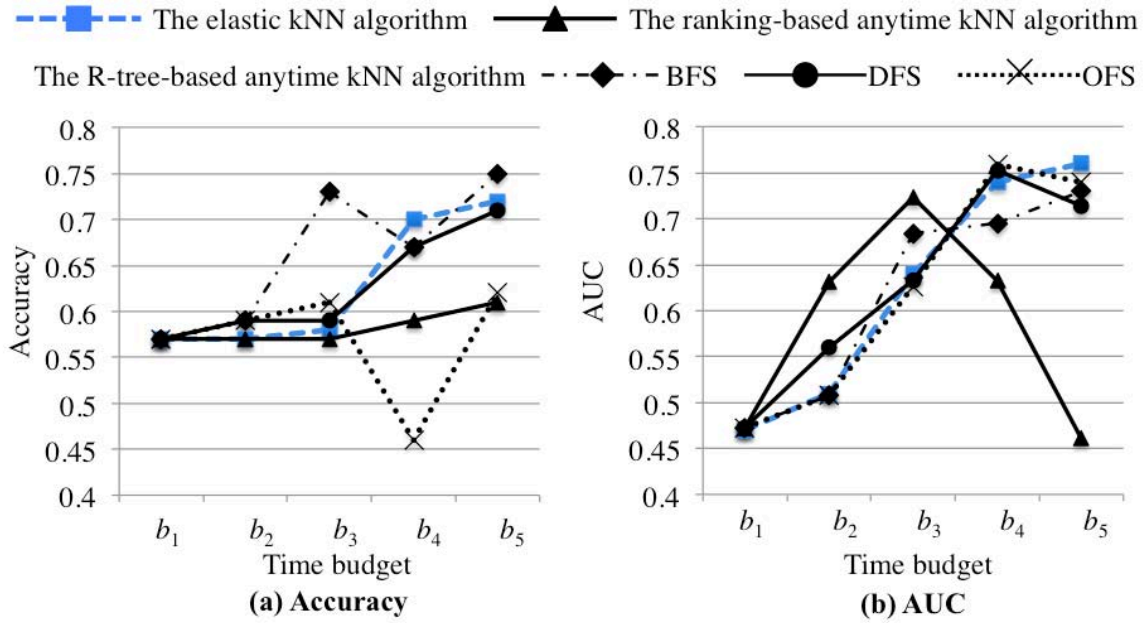 The elastic kNN algorithm The ranking-based anytime kNN algorithm
The R-tree-based anytime kNN algorithm BFS DFS OFS
0.8
0.75
0.7
0.65
0.6
0.55
0.5
0.45
0.4
Accuracy
b1 b2 b3 b4 b5
Time budget
(a) Accuracy
0.8
0.75
0.7
0.65
0.6
0.55
0.5
0.45
0.4
AUC
b1 b2 b3 b4 b5
Time budget
(b) AUC